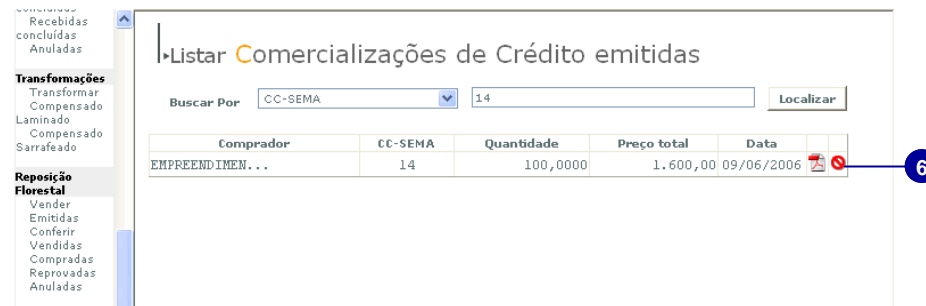 Recebidas
concluídas
Anuladas
Transformações
Transformar
Compensado
Laminado
Compensado
Sarrafeado
Reposição
Florestal
Vender
Emitidas
Conferir
Vendidas
Compradas
Reprovadas
Anuladas
Listar Comercializações de Crédito emitidas
Buscar Por CC-SEMA 14 Localizar
Comprador CC-SEMA Quantidade Preço total Data
EMPREENDIMEN... 14 100,0000 1.600,00 09/06/2006
6